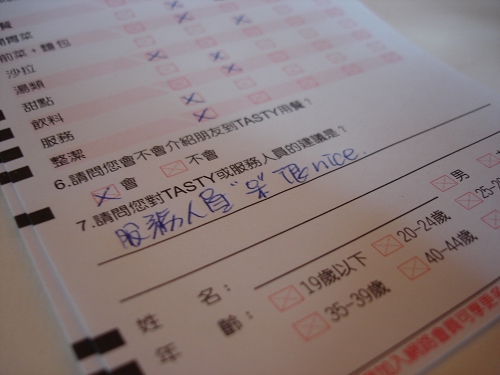 前菜+麵包
沙拉
湯類
甜點
飲料
服務
整潔
6.請問您會不會介紹朋友到TASTY用餐?
會 不會
7.請問您對TASTY或服務人員的建議是?
服務人員 很nice.
姓 名:
年 齡: 19歲以下 20-24歲
35-39歲 40-44歲
男